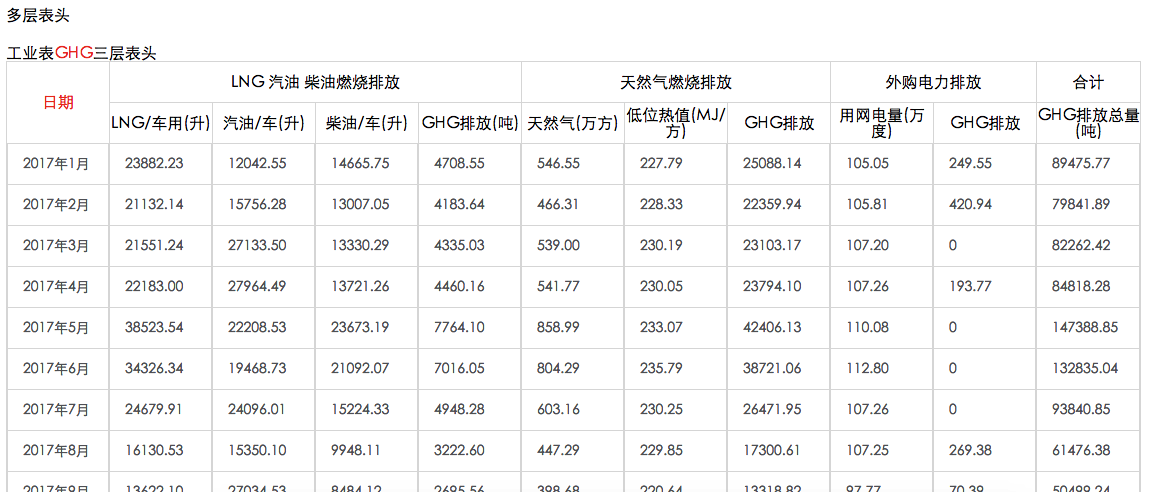 多层表头
工业表GHG三层表头
日期 LNG 汽油 柴油燃烧排放 天然气燃烧排放 外购电力排放 合计
LNG/车用(升) 汽油/车(升) 柴油/车(升) GHG排放(吨) 天然气(万方) 低位热值(MJ/方) GHG排放 用网电量(万度) GHG排放 GHG排放总量(吨)
2017年1月 23882.23 12042.55 14665.75 4708.55 546.55 227.79 25088.14 105.05 249.55 89475.77
2017年2月 21132.14 15756.28 13007.05 4183.64 466.31 228.33 22359.94 105.81 420.94 79841.89
2017年3月 21551.24 27133.50 13330.29 4335.03 539.00 230.19 23103.17 107.20 0 82262.42
2017年4月 22183.00 27964.49 13721.26 4460.16 541.77 230.05 23794.10 107.26 193.77 84818.28
2017年5月 38523.54 22208.53 23673.19 7764.10 858.99 233.07 42406.13 110.08 0 147388.85
2017年6月 34326.34 19468.73 21092.07 7016.05 804.29 235.79 38721.06 112.80 0 132835.04
2017年7月 24679.91 24096.01 15224.33 4948.28 603.16 230.25 26471.95 107.26 0 93840.85
2017年8月 16130.53 15350.10 9948.11 3222.60 447.29 229.85 17300.61 107.25 269.38 61476.38
2017年9月 13622.10 27034.53 8484.12 2695.56 398.68 220.64 13318.82 97.77 70.39 50499.24